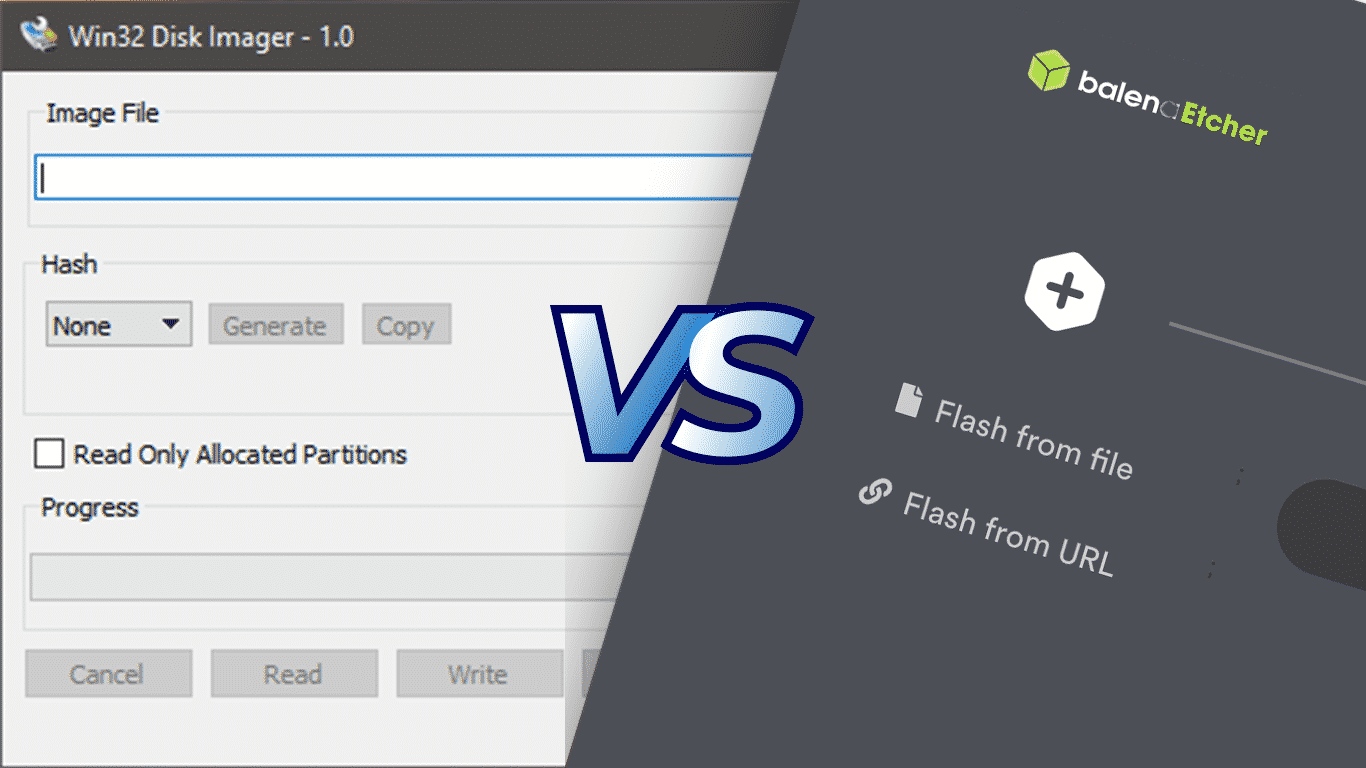 Win32 Disk Imager - 1.0
Image File
Hash
None
Generate
Copy
Read Only Allocated Partitions
Progress
Cancel
Read
Write
VS
balenaEtcher
Flash from file
;
Flash from URL
;